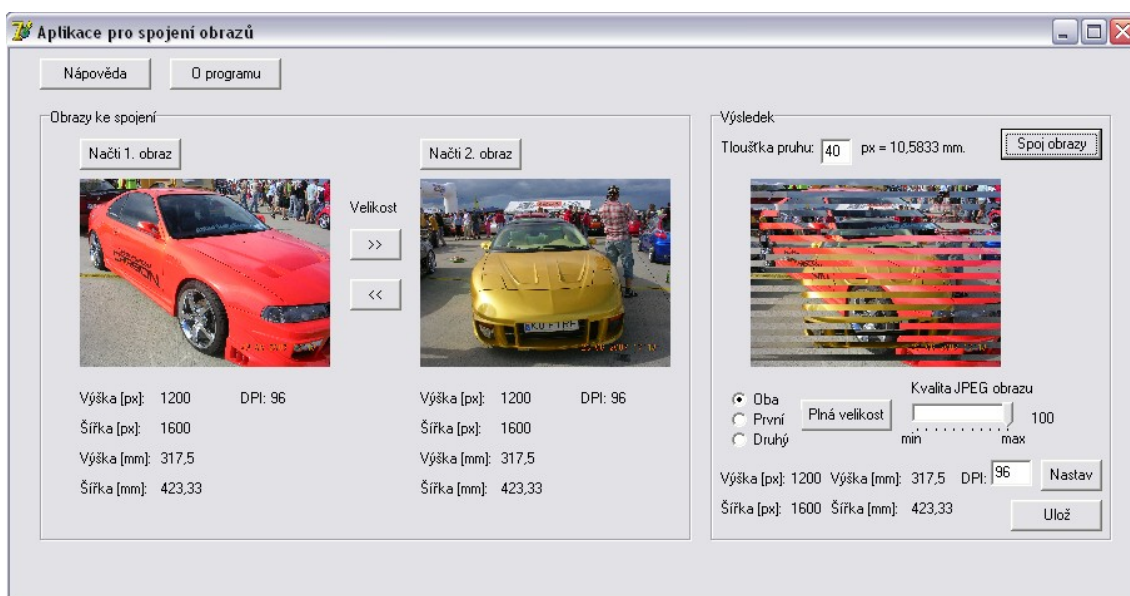 Aplikace pro spojení obrazů
Nápověda
O programu
Obrazy ke spojení
Načti 1. obraz
Načti 2. obraz
Velikost
>>
<<
Výška [px]: 1200 DPI: 96
Šířka [px]: 1600
Výška [mm]: 317,5
Šířka [mm]: 423,33
Výška [px]: 1200 DPI: 96
Šířka [px]: 1600
Výška [mm]: 317,5
Šířka [mm]: 423,33
Výsledek
Tloušťka pruhu: 40 px = 10,5833 mm.
Spoj obrazy
Oba
První
Druhý
Plná velikost
Kvalita JPEG obrazu
100
min max
Výška [px]: 1200 Výška [mm]: 317,5 DPI: 96
Nastav
Šířka [px]: 1600 Šířka [mm]: 423,33
Ulož